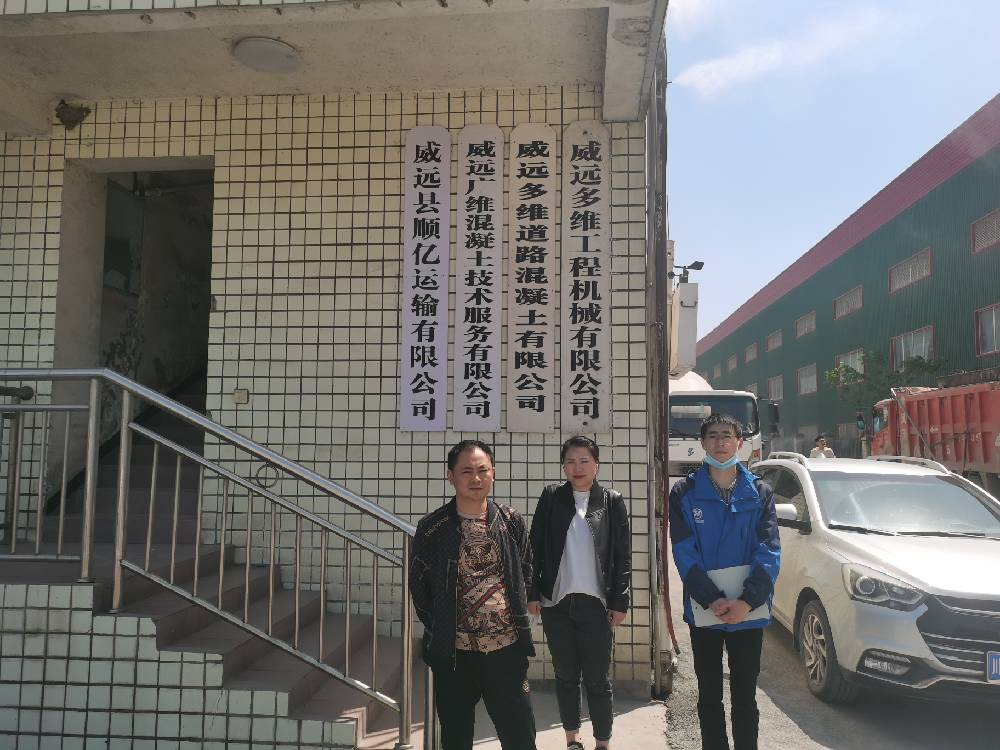 威远县顺亿运输有限公司
威远广维混凝土技术服务有限公司
威远多维道路混凝土有限公司
威远多维工程机械有限公司